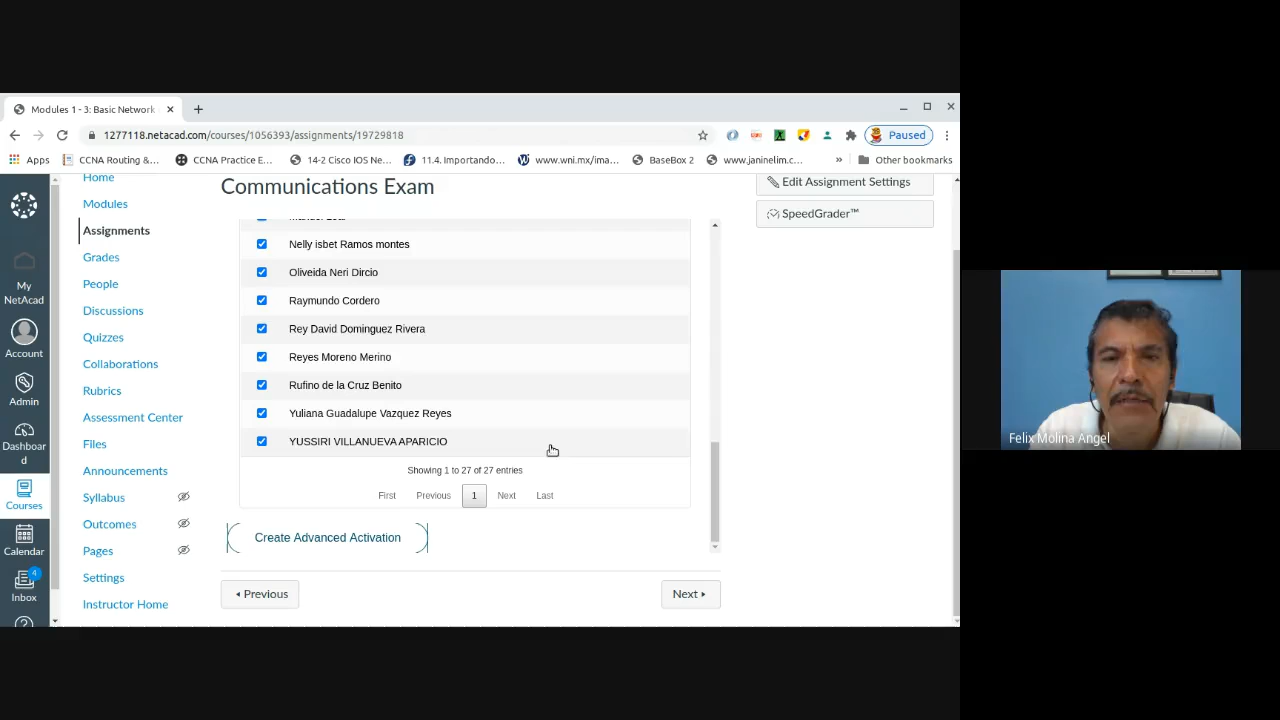 Modules 1 - 3: Basic Network
1277118.netacad.com/courses/1056393/assignments/19729818
Paused
Apps
CCNA Routing &...
CCNA Practice E...
14-2 Cisco IOS Ne...
11.4. Importando...
www.wni.mx/ima...
BaseBox 2
www.janinelim.c...
»
Other bookmarks
My NetAcad
Account
Admin
Dashboar
d
Courses
Calendar
4
Inbox
Home
Modules
Assignments
Grades
People
Discussions
Quizzes
Collaborations
Rubrics
Assessment Center
Files
Announcements
Syllabus
Outcomes
Pages
Settings
Instructor Home
Communications Exam
Nelly isbet Ramos montes
Oliveida Neri Dircio
Raymundo Cordero
Rey David Dominguez Rivera
Reyes Moreno Merino
Rufino de la Cruz Benito
Yuliana Guadalupe Vazquez Reyes
YUSSIRI VILLANUEVA APARICIO
Showing 1 to 27 of 27 entries
First Previous 1 Next Last
Create Advanced Activation
Previous
Next
Edit Assignment Settings
SpeedGrader™
Felix Molina Angel